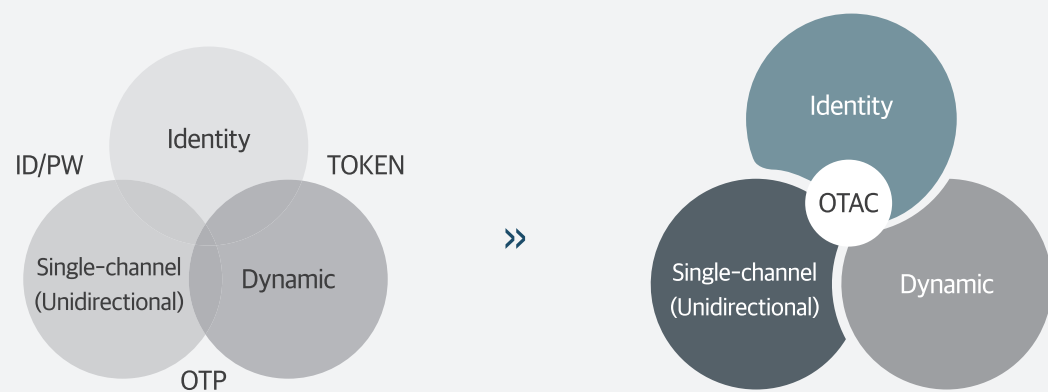 Identity
ID/PW
TOKEN
Single-channel
(Unidirectional)
Dynamic
OTP
»
Identity
OTAC
Single-channel
(Unidirectional)
Dynamic